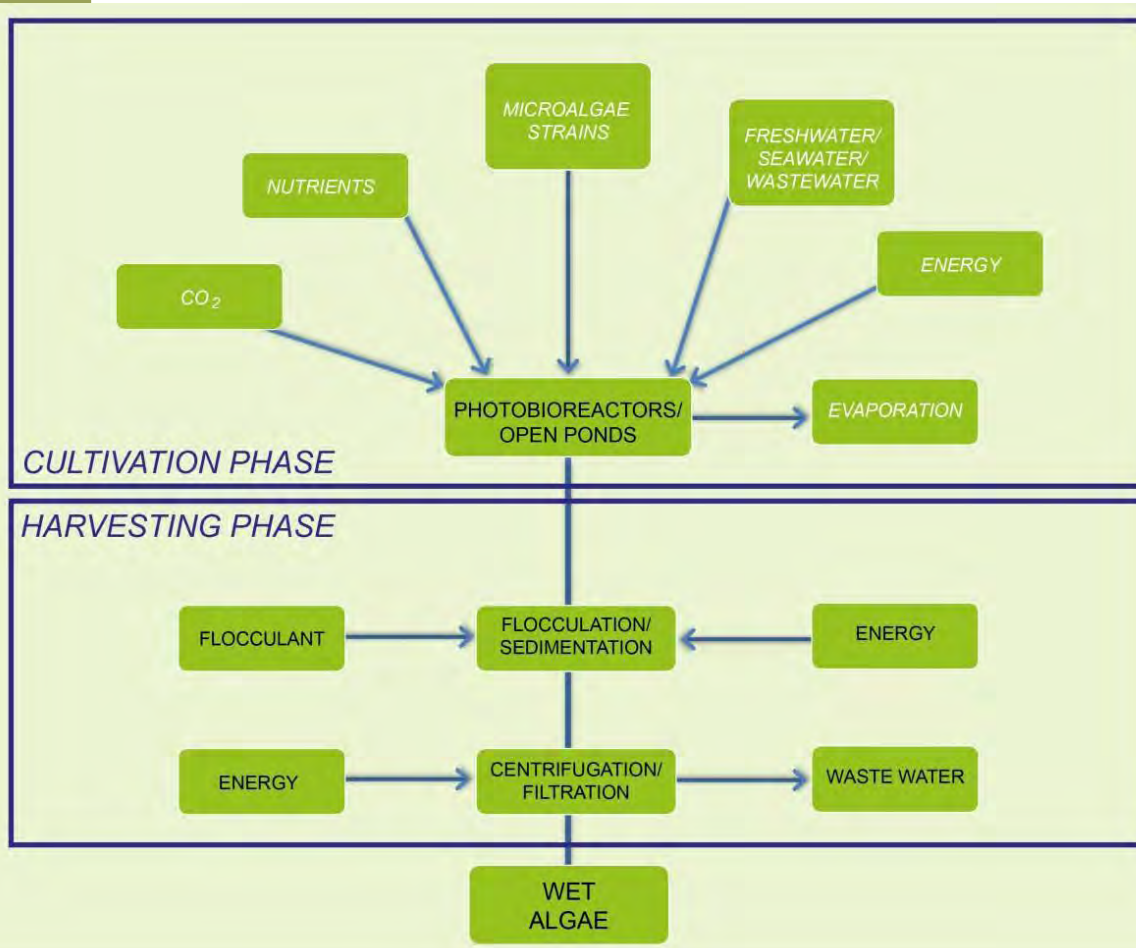 MICROALGAE
STRAINS
FRESHWATER/
SEAWATER/
WASTEWATER
NUTRIENTS
ENERGY
CO2
PHOTOBIOREACTORS/
OPEN PONDS
EVAPORATION
CULTIVATION PHASE
HARVESTING PHASE
FLOCCULANT
FLOCCULATION/
SEDIMENTATION
ENERGY
ENERGY
CENTRIFUGATION/
FILTRATION
WASTE WATER
WET
ALGAE